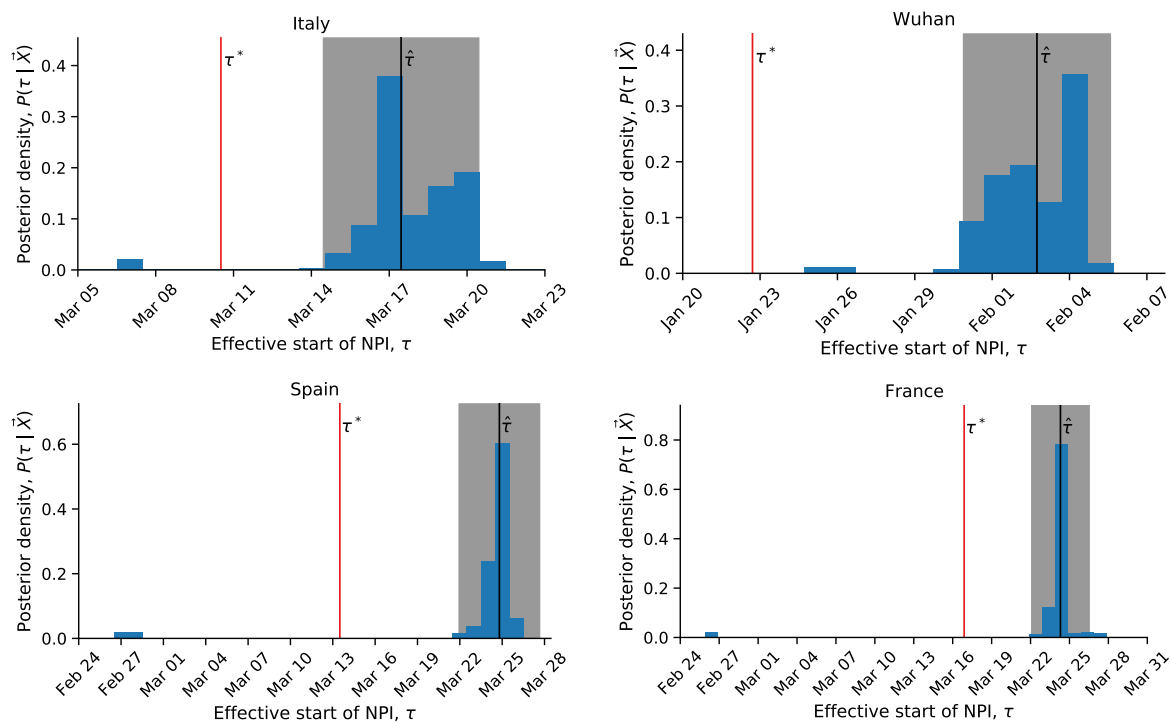 Italy
Posterior density, P(τ | X⃗)
0.4
0.3
0.2
0.1
0.0
τ*
τ̂
Mar 05
Mar 08
Mar 11
Mar 14
Mar 17
Mar 20
Mar 23
Effective start of NPI, τ
Wuhan
Posterior density, P(τ | X⃗)
0.4
0.3
0.2
0.1
0.0
τ*
τ̂
Jan 20
Jan 23
Jan 26
Jan 29
Feb 01
Feb 04
Feb 07
Effective start of NPI, τ
Spain
Posterior density, P(τ | X⃗)
0.6
0.4
0.2
0.0
τ*
τ̂
Feb 24
Feb 27
Mar 01
Mar 04
Mar 07
Mar 10
Mar 13
Mar 16
Mar 19
Mar 22
Mar 25
Mar 28
Effective start of NPI, τ
France
Posterior density, P(τ | X⃗)
0.8
0.6
0.4
0.2
0.0
τ*
τ̂
Feb 24
Feb 27
Mar 01
Mar 04
Mar 07
Mar 10
Mar 13
Mar 16
Mar 19
Mar 22
Mar 25
Mar 28
Mar 31
Effective start of NPI, τ